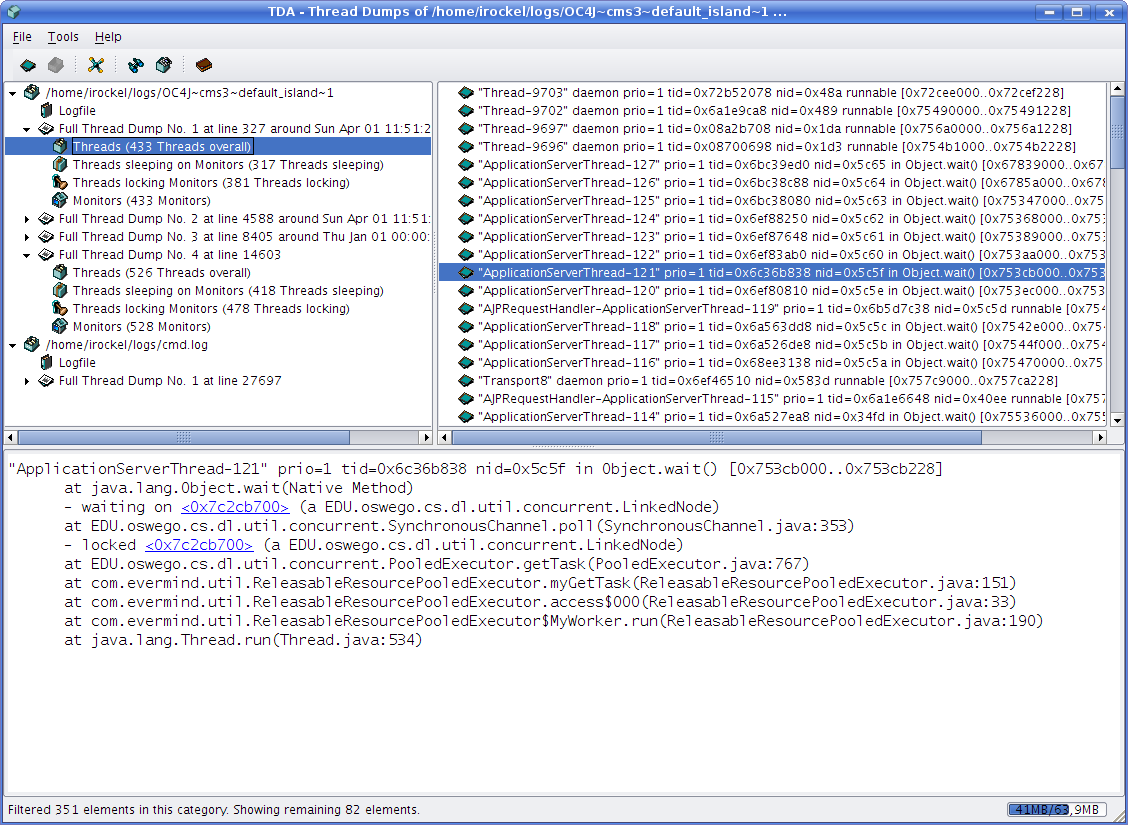 TDA - Thread Dumps of /home/irockel/logs/OC4J~cms3~default_island~1 ...
File Tools Help
/home/irockel/logs/OC4J~cms3~default_island~1
Logfile
Full Thread Dump No. 1 at line 327 around Sun Apr 01 11:51:2
Threads (433 Threads overall)
Threads sleeping on Monitors (317 Threads sleeping)
Threads locking Monitors (381 Threads locking)
Monitors (433 Monitors)
Full Thread Dump No. 2 at line 4588 around Sun Apr 01 11:51:
Full Thread Dump No. 3 at line 8405 around Thu Jan 01 00:00:
Full Thread Dump No. 4 at line 14603
Threads (526 Threads overall)
Threads sleeping on Monitors (418 Threads sleeping)
Threads locking Monitors (478 Threads locking)
Monitors (528 Monitors)
/home/irockel/logs/cmd.log
Logfile
Full Thread Dump No. 1 at line 27697
"Thread-9703" daemon prio=1 tid=0x72b52078 nid=0x48a runnable [0x72cee000..0x72cef228]
"Thread-9702" daemon prio=1 tid=0x6a1e9ca8 nid=0x489 runnable [0x75490000..0x75491228]
"Thread-9697" daemon prio=1 tid=0x08a2b708 nid=0x1da runnable [0x756a0000..0x756a1228]
"Thread-9696" daemon prio=1 tid=0x08700698 nid=0x1d3 runnable [0x754b1000..0x754b2228]
"ApplicationServerThread-127" prio=1 tid=0x6bc39ed0 nid=0x5c65 in Object.wait() [0x67839000..0x67
"ApplicationServerThread-126" prio=1 tid=0x6bc38c88 nid=0x5c64 in Object.wait() [0x6785a000..0x678
"ApplicationServerThread-125" prio=1 tid=0x6bc38080 nid=0x5c63 in Object.wait() [0x75347000..0x75
"ApplicationServerThread-124" prio=1 tid=0x6ef88250 nid=0x5c62 in Object.wait() [0x75368000..0x753
"ApplicationServerThread-123" prio=1 tid=0x6ef87648 nid=0x5c61 in Object.wait() [0x75389000..0x753
"ApplicationServerThread-122" prio=1 tid=0x6ef83ab0 nid=0x5c60 in Object.wait() [0x753aa000..0x753
"ApplicationServerThread-121" prio=1 tid=0x6c36b838 nid=0x5c5f in Object.wait() [0x753cb000..0x753
"ApplicationServerThread-120" prio=1 tid=0x6ef80810 nid=0x5c5e in Object.wait() [0x753ec000..0x753
"AJPRequestHandler-ApplicationServerThread-119" prio=1 tid=0x6b5d7c38 nid=0x5c5d runnable [0x754
"ApplicationServerThread-118" prio=1 tid=0x6a563dd8 nid=0x5c5c in Object.wait() [0x7542e000..0x754
"ApplicationServerThread-117" prio=1 tid=0x6a526de8 nid=0x5c5b in Object.wait() [0x7544f000..0x754
"ApplicationServerThread-116" prio=1 tid=0x68ee3138 nid=0x5c5a in Object.wait() [0x75470000..0x75
"Transport8" daemon prio=1 tid=0x6ef46510 nid=0x583d runnable [0x757c9000..0x757ca228]
"AJPRequestHandler-ApplicationServerThread-115" prio=1 tid=0x6a1e6648 nid=0x40ee runnable [0x757
"ApplicationServerThread-114" prio=1 tid=0x6a527ea8 nid=0x34fd in Object.wait() [0x75536000..0x755
"ApplicationServerThread-121" prio=1 tid=0x6c36b838 nid=0x5c5f in Object.wait() [0x753cb000..0x753cb228]
at java.lang.Object.wait(Native Method)
- waiting on <0x7c2cb700> (a EDU.oswego.cs.dl.util.concurrent.LinkedNode)
at EDU.oswego.cs.dl.util.concurrent.SynchronousChannel.poll(SynchronousChannel.java:353)
- locked <0x7c2cb700> (a EDU.oswego.cs.dl.util.concurrent.LinkedNode)
at EDU.oswego.cs.dl.util.concurrent.PooledExecutor.getTask(PooledExecutor.java:767)
at com.evermind.util.ReleasableResourcePooledExecutor.myGetTask(ReleasableResourcePooledExecutor.java:151)
at com.evermind.util.ReleasableResourcePooledExecutor.access$000(ReleasableResourcePooledExecutor.java:33)
at com.evermind.util.ReleasableResourcePooledExecutor$MyWorker.run(ReleasableResourcePooledExecutor.java:190)
at java.lang.Thread.run(Thread.java:534)
Filtered 351 elements in this category. Showing remaining 82 elements.
41MB/63,9MB